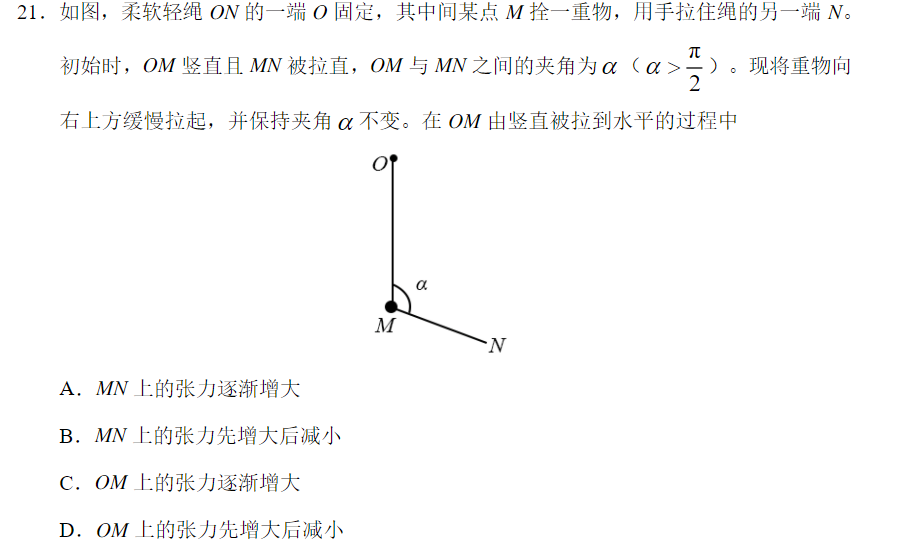 21．如图，柔软轻绳 ON 的一端 O 固定，其中间某点 M 拴一重物，用手拉住绳的另一端 N。
初始时，OM 竖直且 MN 被拉直，OM 与 MN 之间的夹角为 α（α > π/2）。现将重物向
右上方缓慢拉起，并保持夹角 α 不变。在 OM 由竖直被拉到水平的过程中
O
α
M
N
A．MN 上的张力逐渐增大
B．MN 上的张力先增大后减小
C．OM 上的张力逐渐增大
D．OM 上的张力先增大后减小